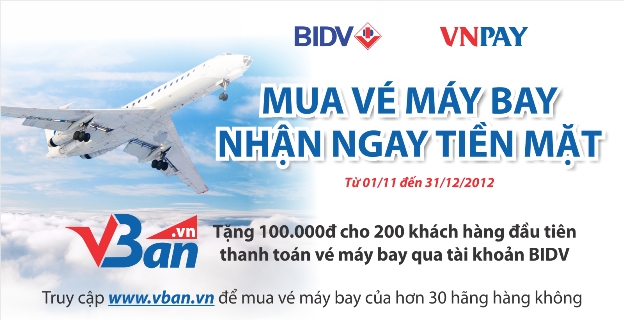 BIDV VNPAY
MUA VÉ MÁY BAY
NHẬN NGAY TIỀN MẶT
Từ 01/11 đến 31/12/2012
VBan.vn
Tặng 100.000đ cho 200 khách hàng đầu tiên
thanh toán vé máy bay qua tài khoản BIDV
Truy cập www.vban.vn để mua vé máy bay của hơn 30 hãng hàng không